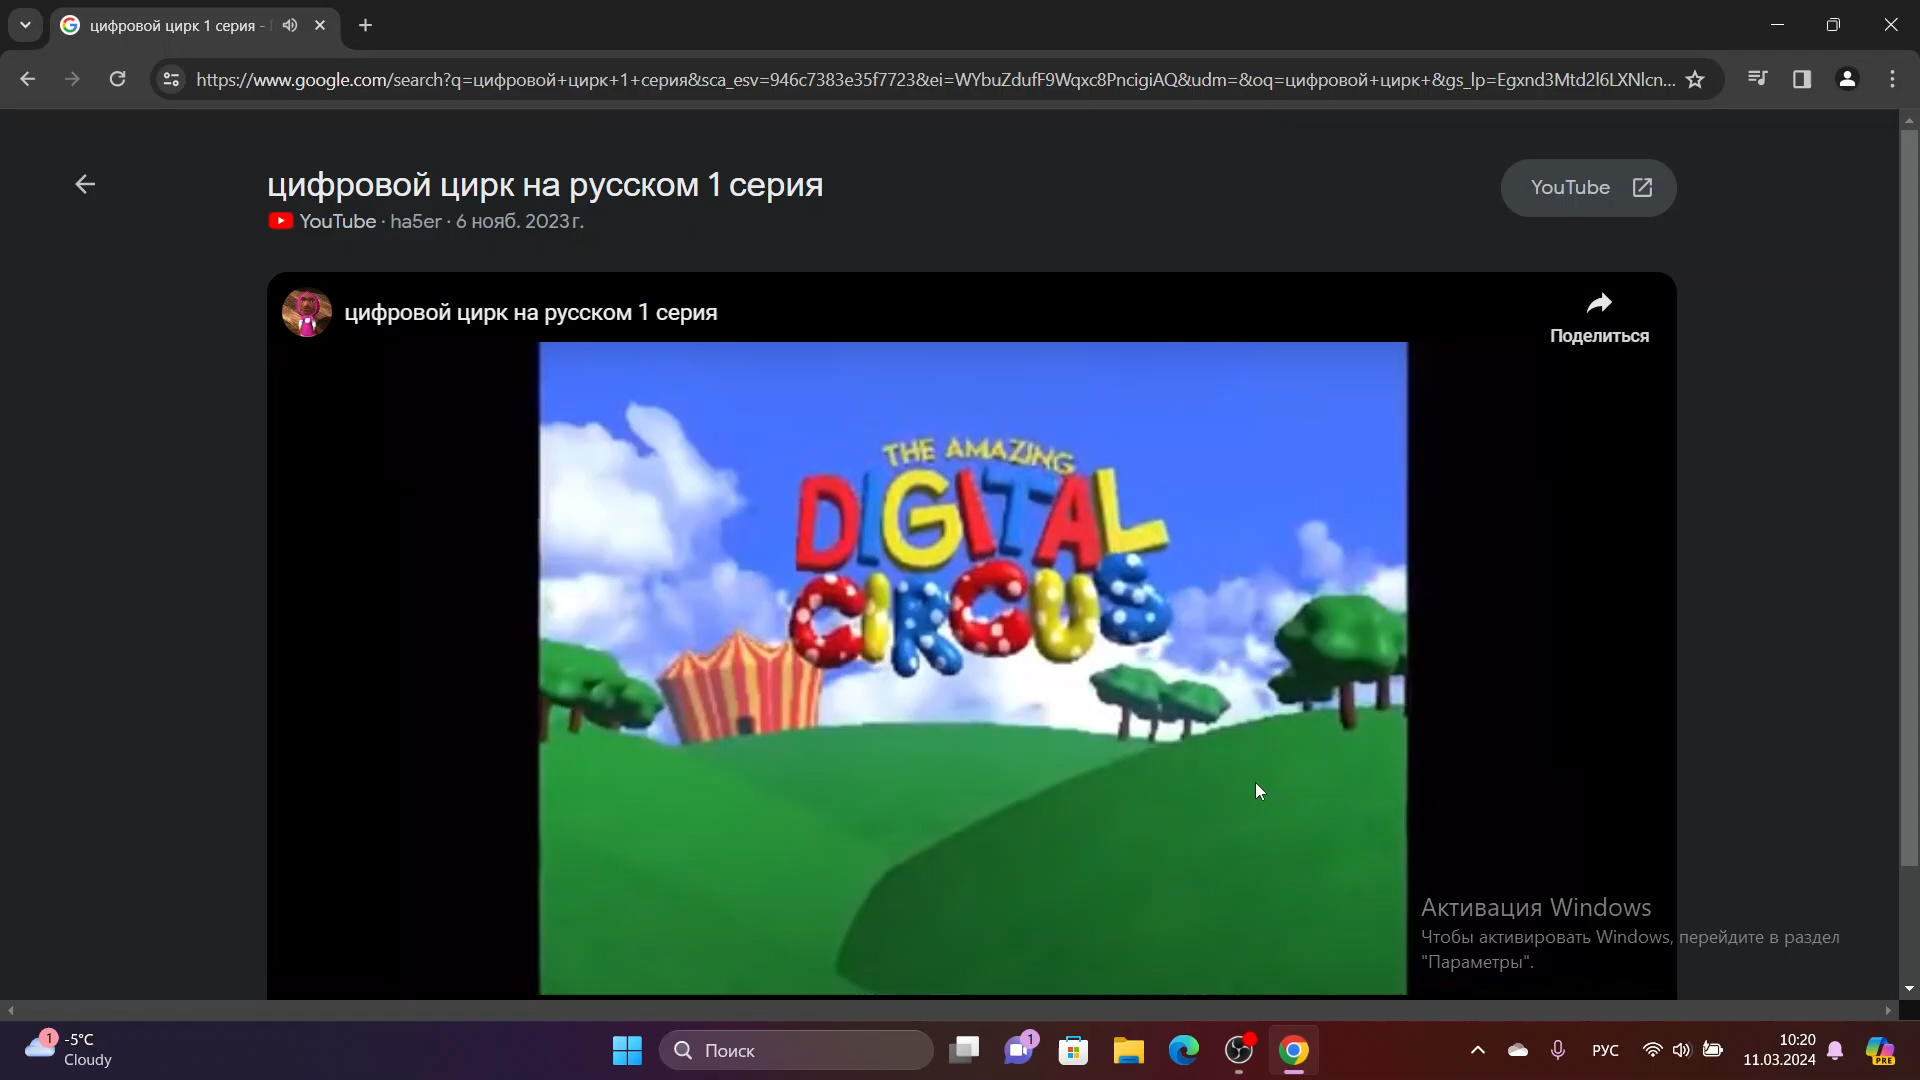 цифровой цирк 1 серия -
https://www.google.com/search?q=цифровой+цирк+1+серия&sca_esv=946c7383e35f7723&ei=WYbuZdufF9Wqxc8PncigiAQ&udm=&oq=цифровой+цирк+&gs_lp=Egxnd3Mtd2l6LXNlcn...
цифровой цирк на русском 1 серия
YouTube
YouTube · ha5er · 6 нояб. 2023 г.
цифровой цирк на русском 1 серия
Поделиться
THE AMAZING
DIGITAL
CIRCUS
Активация Windows
Чтобы активировать Windows, перейдите в раздел
"Параметры".
1
-5°C
Cloudy
Поиск
1
РУС
10:20
11.03.2024
PRE